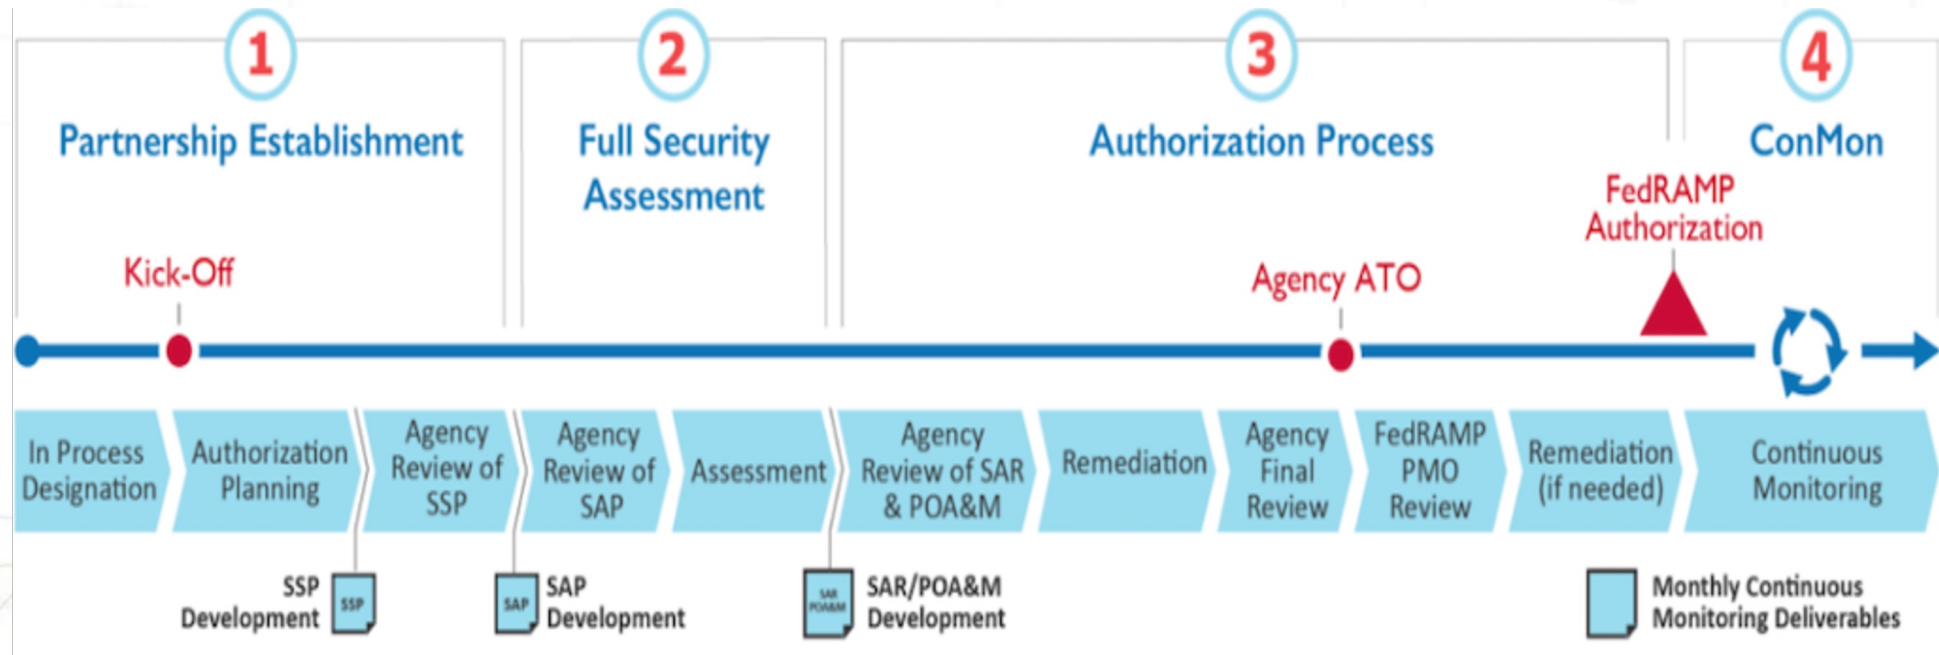 1
2
3
4
Partnership Establishment
Full Security
Assessment
Authorization Process
ConMon
FedRAMP
Authorization
Kick-Off
Agency ATO
In Process
Designation
Authorization
Planning
Agency
Review of
SSP
Agency
Review of
SAP
Assessment
Agency
Review of SAR
& POA&M
Remediation
Agency
Final
Review
FedRAMP
PMO
Review
Remediation
(if needed)
Continuous
Monitoring
SSP
Development
SSP
SAP
SAP
Development
SAR
POA&M
SAR/POA&M
Development
Monthly Continuous
Monitoring Deliverables